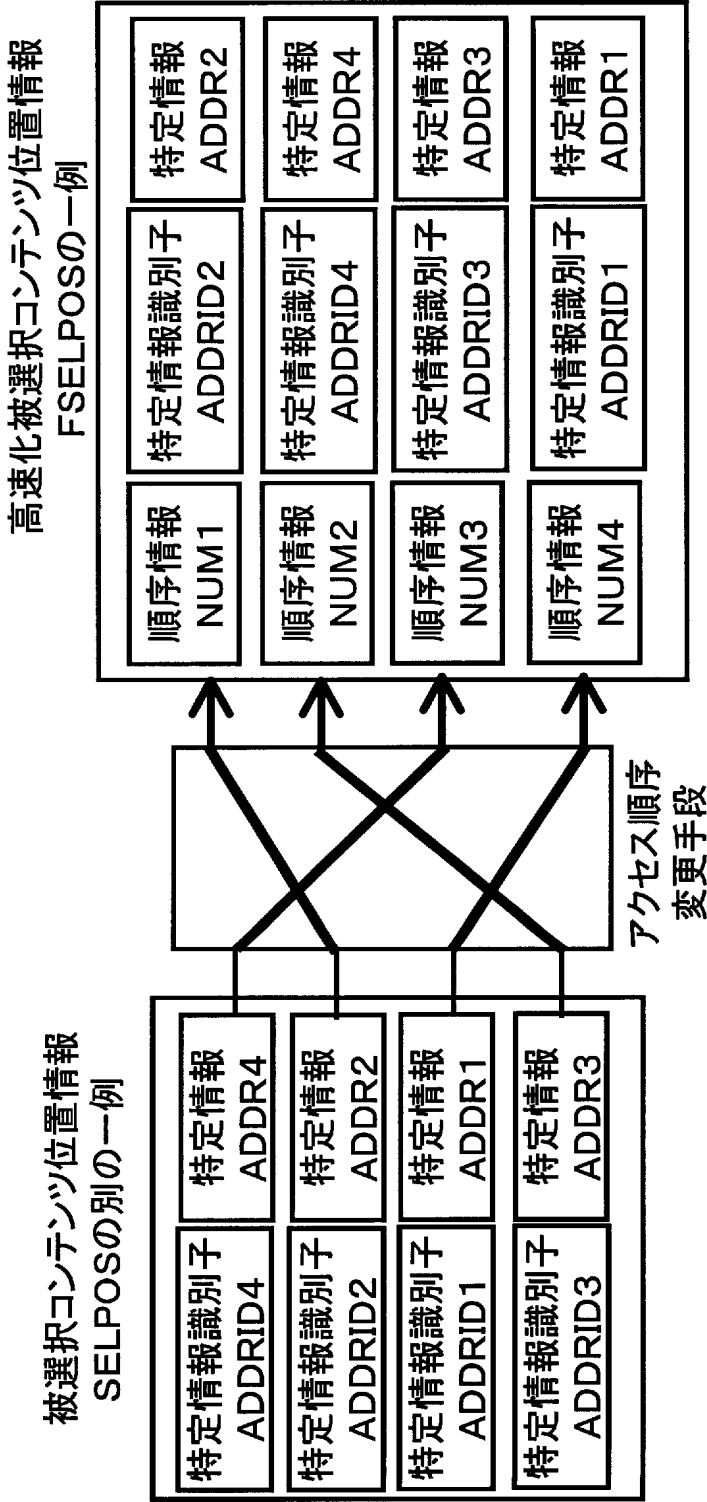 被選択コンテンツ位置情報
SELPOSの別の一例
特定情報識別子
ADDRID4
特定情報
ADDR4
特定情報識別子
ADDRID2
特定情報
ADDR2
特定情報識別子
ADDRID1
特定情報
ADDR1
特定情報識別子
ADDRID3
特定情報
ADDR3
アクセス順序
変更手段
高速化被選択コンテンツ位置情報
FSELPOSの一例
順序情報
NUM1
特定情報識別子
ADDRID2
特定情報
ADDR2
順序情報
NUM2
特定情報識別子
ADDRID4
特定情報
ADDR4
順序情報
NUM3
特定情報識別子
ADDRID3
特定情報
ADDR3
順序情報
NUM4
特定情報識別子
ADDRID1
特定情報
ADDR1